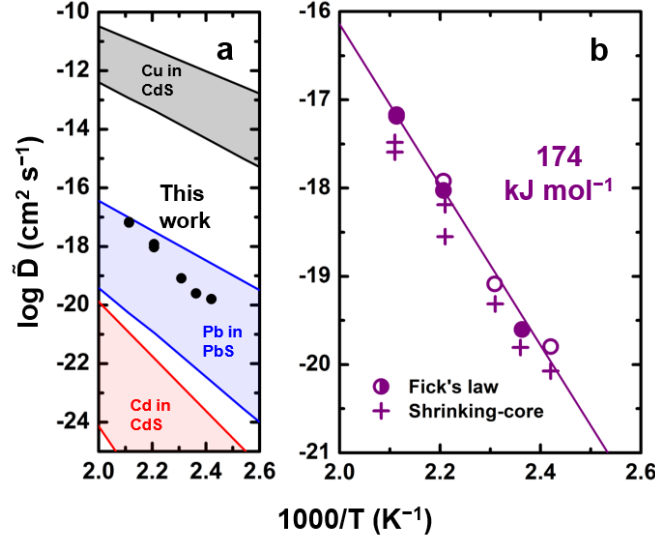 a
Cu in
CdS
This
work
Pb in
PbS
Cd in
CdS
-10
-12
-14
-16
-18
-20
-22
-24
2.0
2.2
2.4
2.6
log D̃ (cm² s⁻¹)
b
174
kJ mol⁻¹
Fick's law
Shrinking-core
-16
-17
-18
-19
-20
-21
2.0
2.2
2.4
2.6
1000/T (K⁻¹)